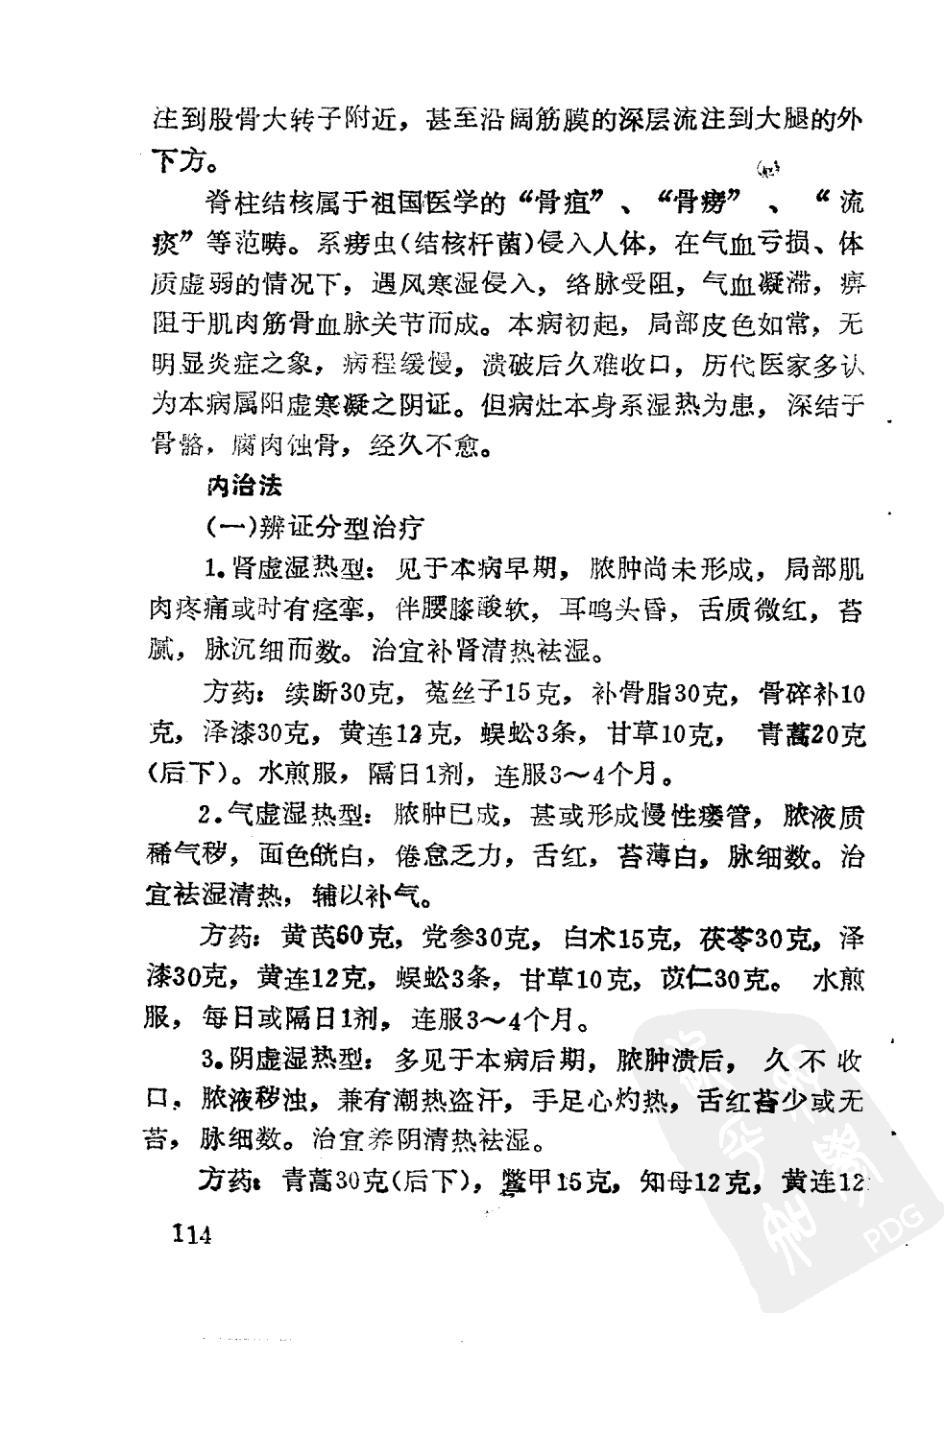 注到股骨大转子附近，甚至沿阔筋膜的深层流注到大腿的外
下方。
脊柱结核属于祖国医学的“骨疽”、“骨痨”、“流
痰”等范畴。系痨虫(结核杆菌)侵入人体，在气血亏损、体
质虚弱的情况下，遇风寒湿侵入，络脉受阻，气血凝滞，痹
阻于肌肉筋骨血脉关节而成。本病初起，局部皮色如常，无
明显炎症之象，病程缓慢，溃破后久难收口，历代医家多认
为本病属阳虚寒凝之阴证。但病灶本身系湿热为患，深结于
骨骼，腐肉蚀骨，经久不愈。
内治法
(一)辨证分型治疗
1.肾虚湿热型：见于本病早期，脓肿尚未形成，局部肌
肉疼痛或时有痉挛，伴腰膝酸软，耳鸣头昏，舌质微红，苔
腻，脉沉细而数。治宜补肾清热祛湿。
方药：续断30克，菟丝子15克，补骨脂30克，骨碎补10
克，泽漆30克，黄连12克，蜈蚣3条，甘草10克，青蒿20克
(后下)。水煎服，隔日1剂，连服3～4个月。
2.气虚湿热型：脓肿已成，甚或形成慢性瘘管，脓液质
稀气秽，面色㿠白，倦怠乏力，舌红，苔薄白，脉细数。治
宜祛湿清热，辅以补气。
方药：黄芪60克，党参30克，白术15克，茯苓30克，泽
漆30克，黄连12克，蜈蚣3条，甘草10克，苡仁30克。水煎
服，每日或隔日1剂，连服3～4个月。
3.阴虚湿热型：多见于本病后期，脓肿溃后，久不收
口，脓液秽浊，兼有潮热盗汗，手足心灼热，舌红苔少或无
苔，脉细数。治宜养阴清热祛湿。
方药：青蒿30克(后下)，鳖甲15克，知母12克，黄连12
114
PDG